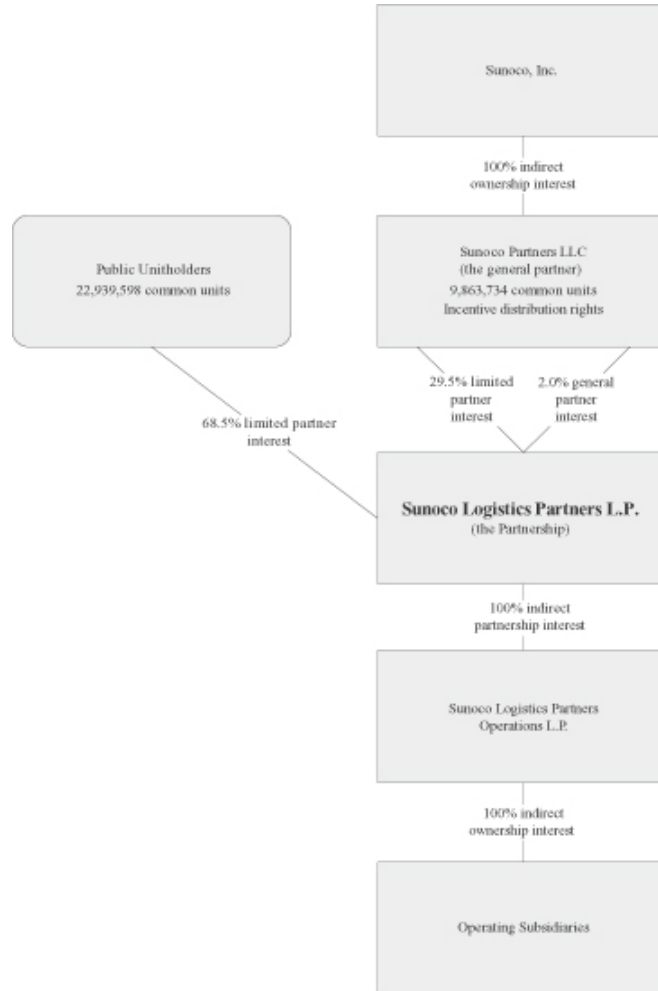 Sunoco, Inc.
100% indirect
ownership interest
Public Unitholders
22,939,598 common units
Sunoco Partners LLC
(the general partner)
9,863,734 common units
Incentive distribution rights
29.5% limited
partner
interest
2.0% general
partner
interest
68.5% limited partner
interest
Sunoco Logistics Partners L.P.
(the Partnership)
100% indirect
partnership interest
Sunoco Logistics Partners
Operations L.P.
100% indirect
ownership interest
Operating Subsidiaries